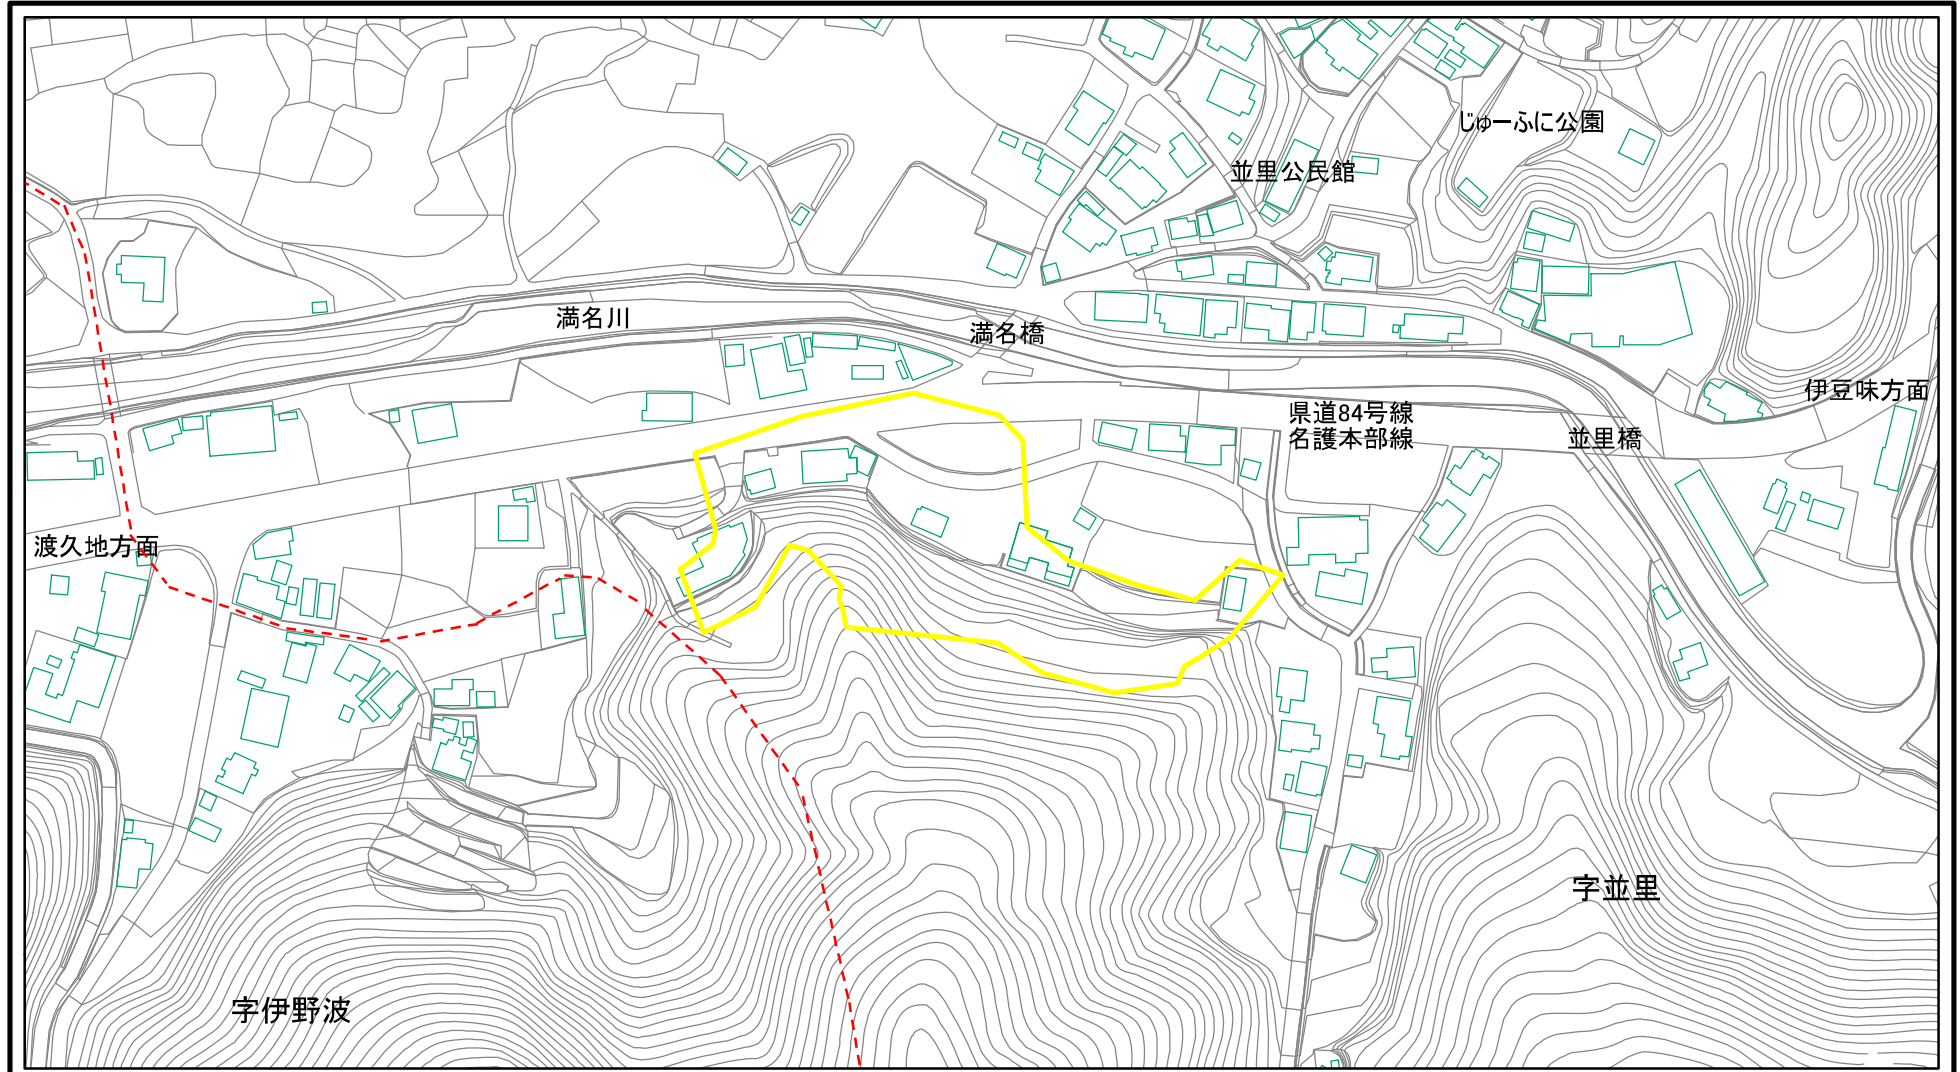 じゅーふに公園
並里公民館
満名川
満名橋
伊豆味方面
県道84号線
名護本部線
並里橋
渡久地方面
字並里
字伊野波